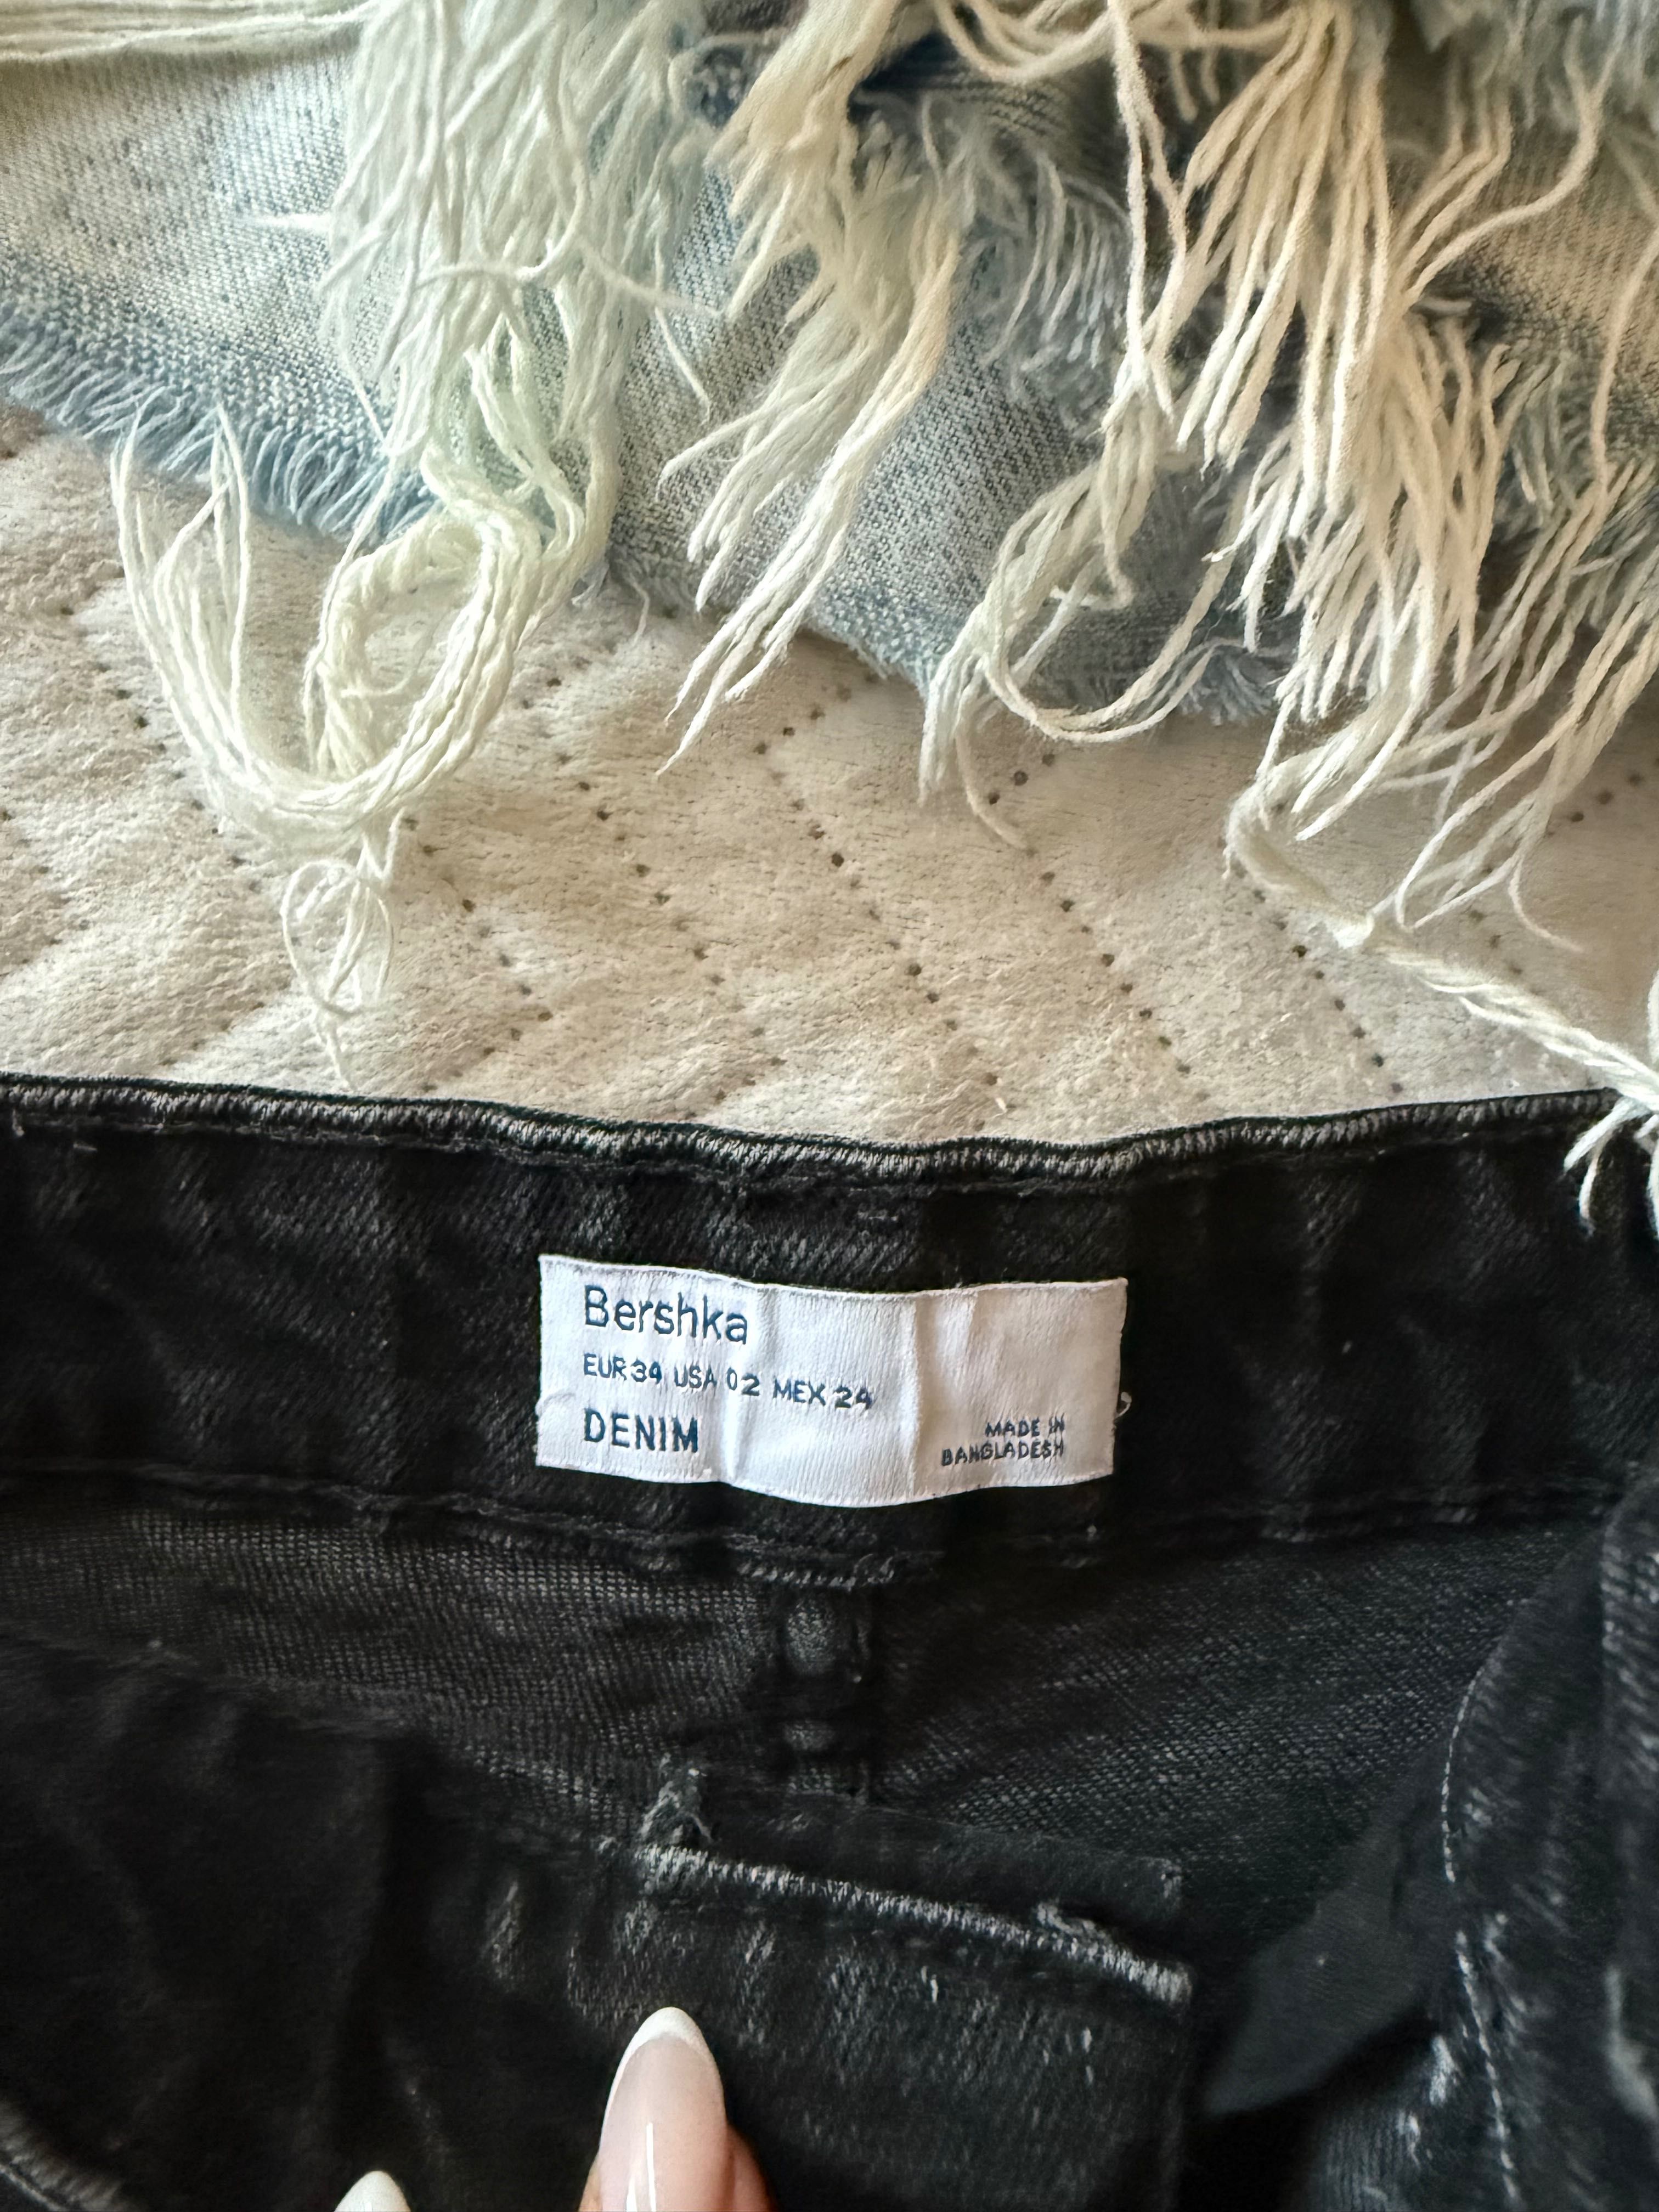 Bershka
EUR 34 USA 02 MEX 24
DENIM
MADE IN
BANGLADESH